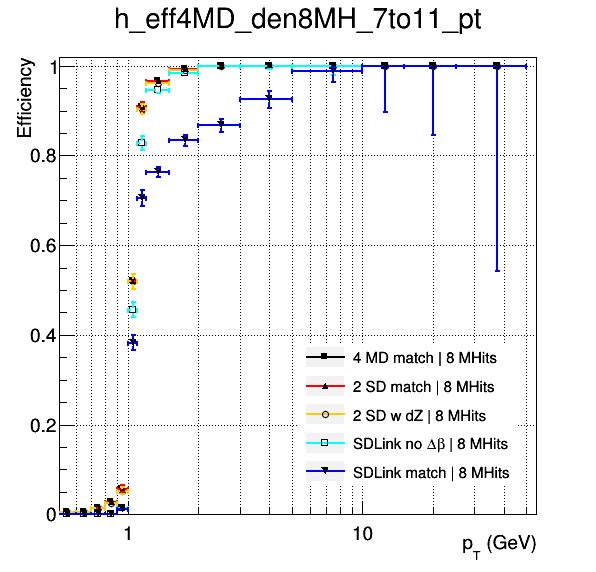 h_eff4MD_den8MH_7to11_pt
Efficiency
1
0.8
0.6
0.4
0.2
0
4 MD match | 8 MHits
2 SD match | 8 MHits
2 SD w dZ | 8 MHits
SDLink no Δβ | 8 MHits
SDLink match | 8 MHits
1
10
p_T (GeV)